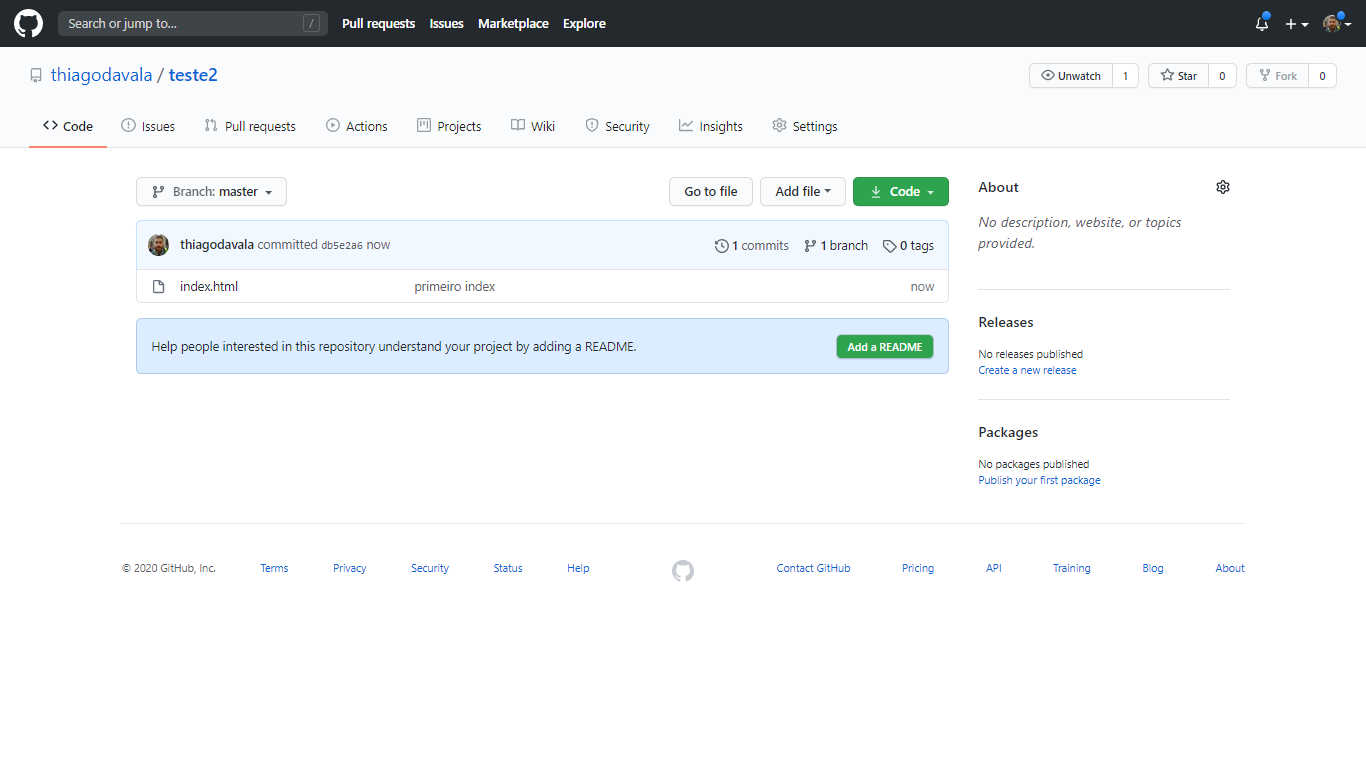 Search or jump to... /
Pull requests Issues Marketplace Explore
thiagodavala / teste2
Unwatch 1 Star 0 Fork 0
Code Issues Pull requests Actions Projects Wiki Security Insights Settings
Branch: master
Go to file Add file Code
thiagodavala committed db5e2a6 now
1 commits 1 branch 0 tags
index.html primeiro index now
Help people interested in this repository understand your project by adding a README.
Add a README
About
No description, website, or topics
provided.
Releases
No releases published
Create a new release
Packages
No packages published
Publish your first package
© 2020 GitHub, Inc. Terms Privacy Security Status Help Contact GitHub Pricing API Training Blog About